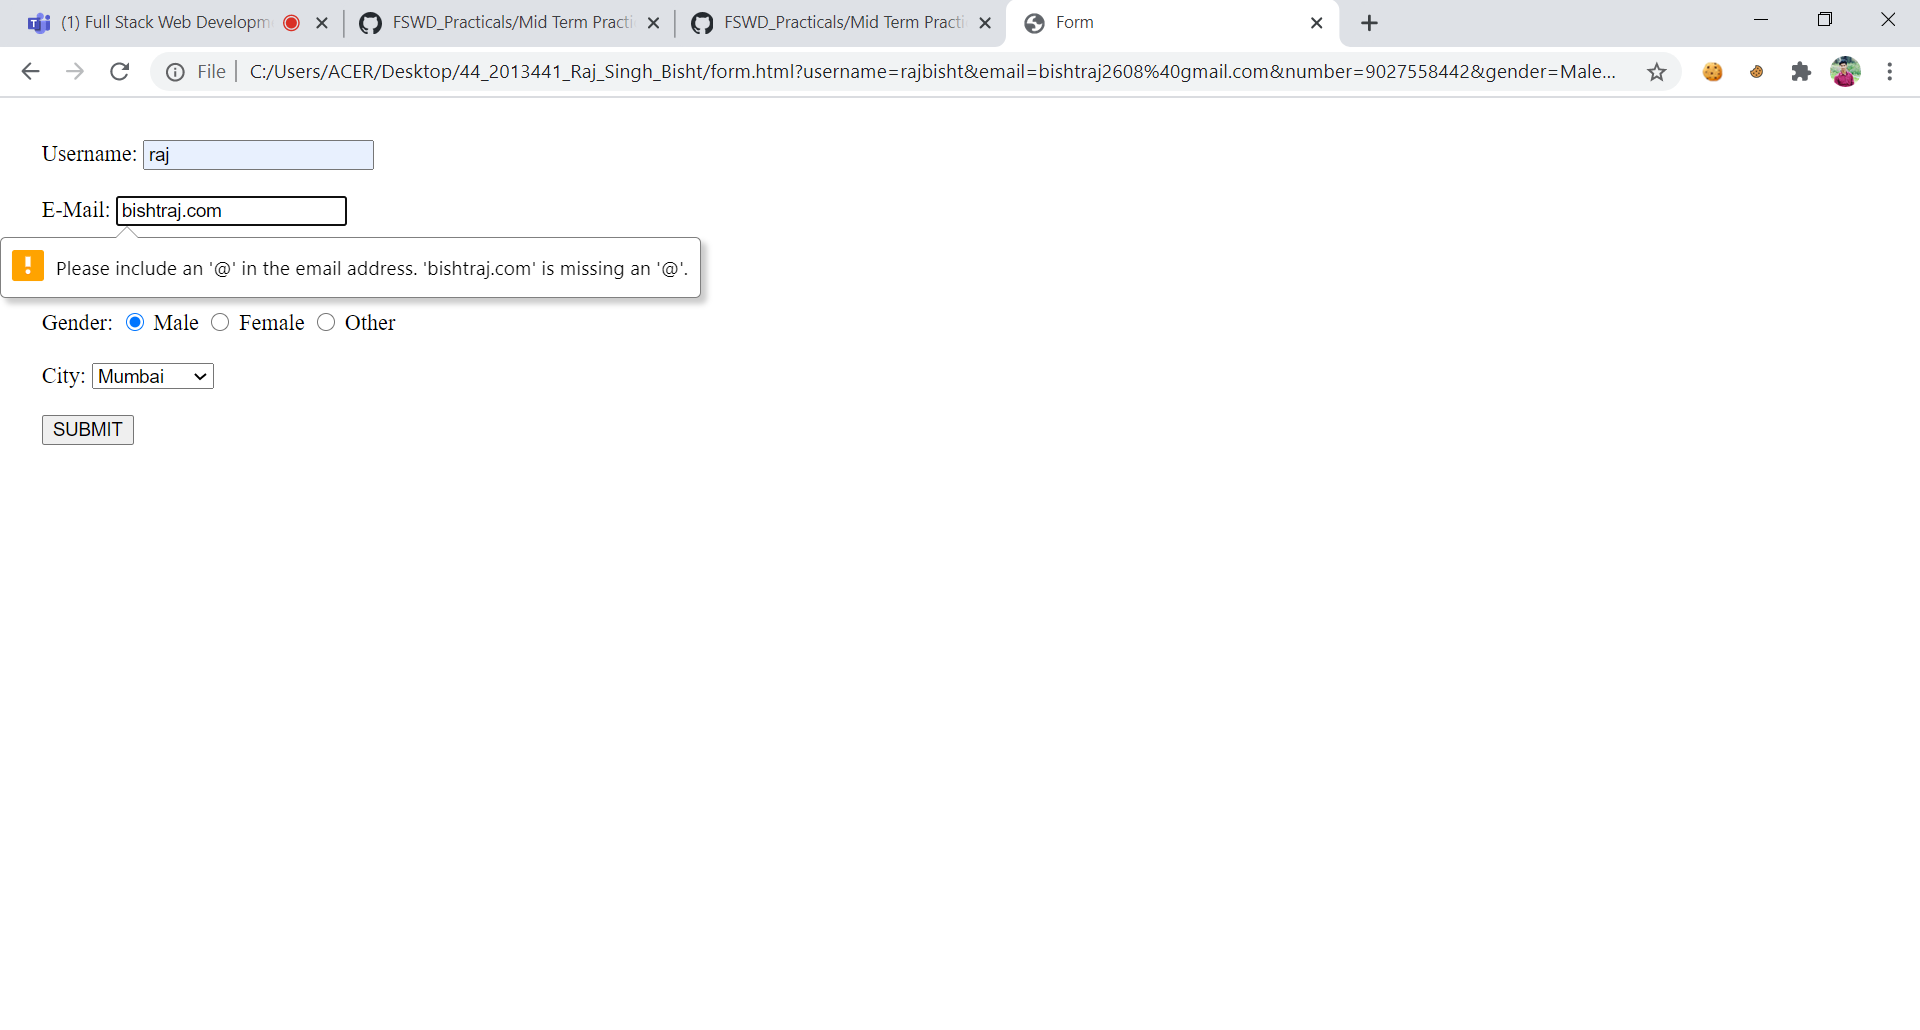 (1) Full Stack Web Developm
FSWD_Practicals/Mid Term Practi
FSWD_Practicals/Mid Term Practi
Form
File
C:/Users/ACER/Desktop/44_2013441_Raj_Singh_Bisht/form.html?username=rajbisht&email=bishtraj2608%40gmail.com&number=9027558442&gender=Male...
Username: raj
E-Mail: bishtraj.com
Please include an '@' in the email address. 'bishtraj.com' is missing an '@'.
Gender: Male Female Other
City: Mumbai
SUBMIT